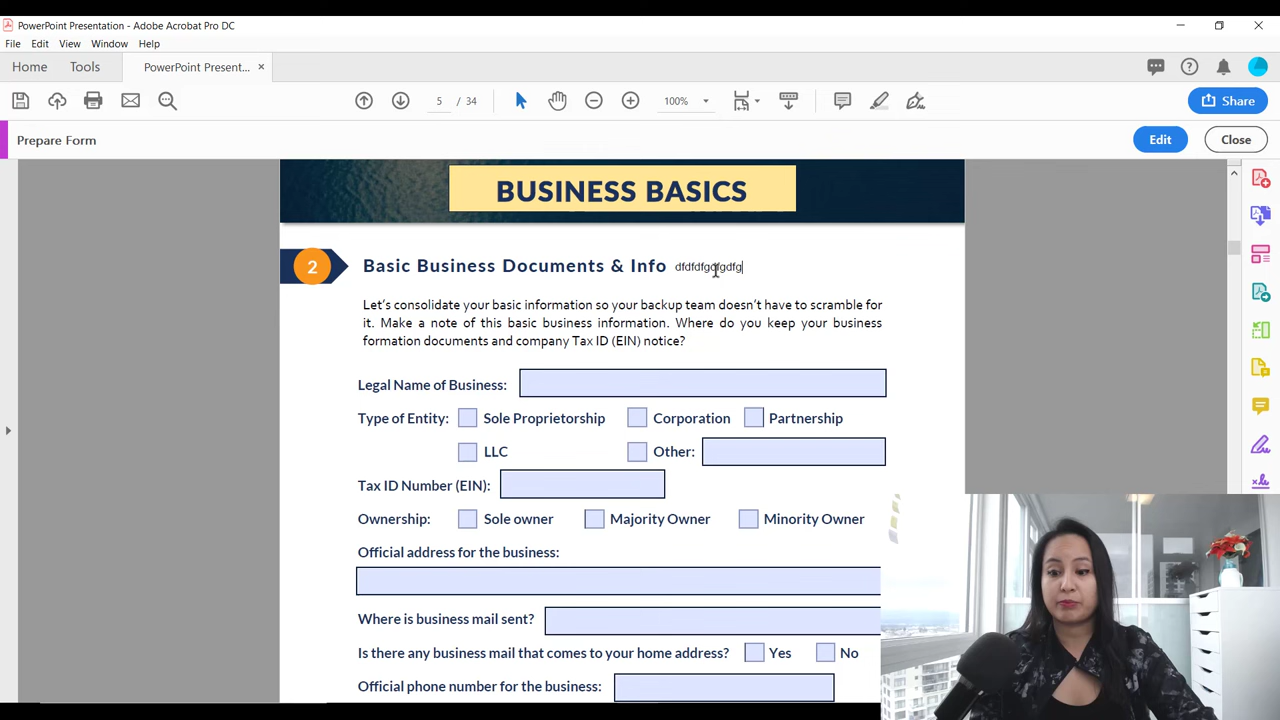 PowerPoint Presentation - Adobe Acrobat Pro DC
File Edit View Window Help
Home Tools PowerPoint Present... ×
5 / 34 100% Share
Prepare Form Edit Close
BUSINESS BASICS
2 Basic Business Documents & Info dfdfdfgdfgdfg
Let's consolidate your basic information so your backup team doesn't have to scramble for
it. Make a note of this basic business information. Where do you keep your business
formation documents and company Tax ID (EIN) notice?
Legal Name of Business:
Type of Entity: Sole Proprietorship Corporation Partnership
LLC Other:
Tax ID Number (EIN):
Ownership: Sole owner Majority Owner Minority Owner
Official address for the business:
Where is business mail sent?
Is there any business mail that comes to your home address? Yes No
Official phone number for the business: